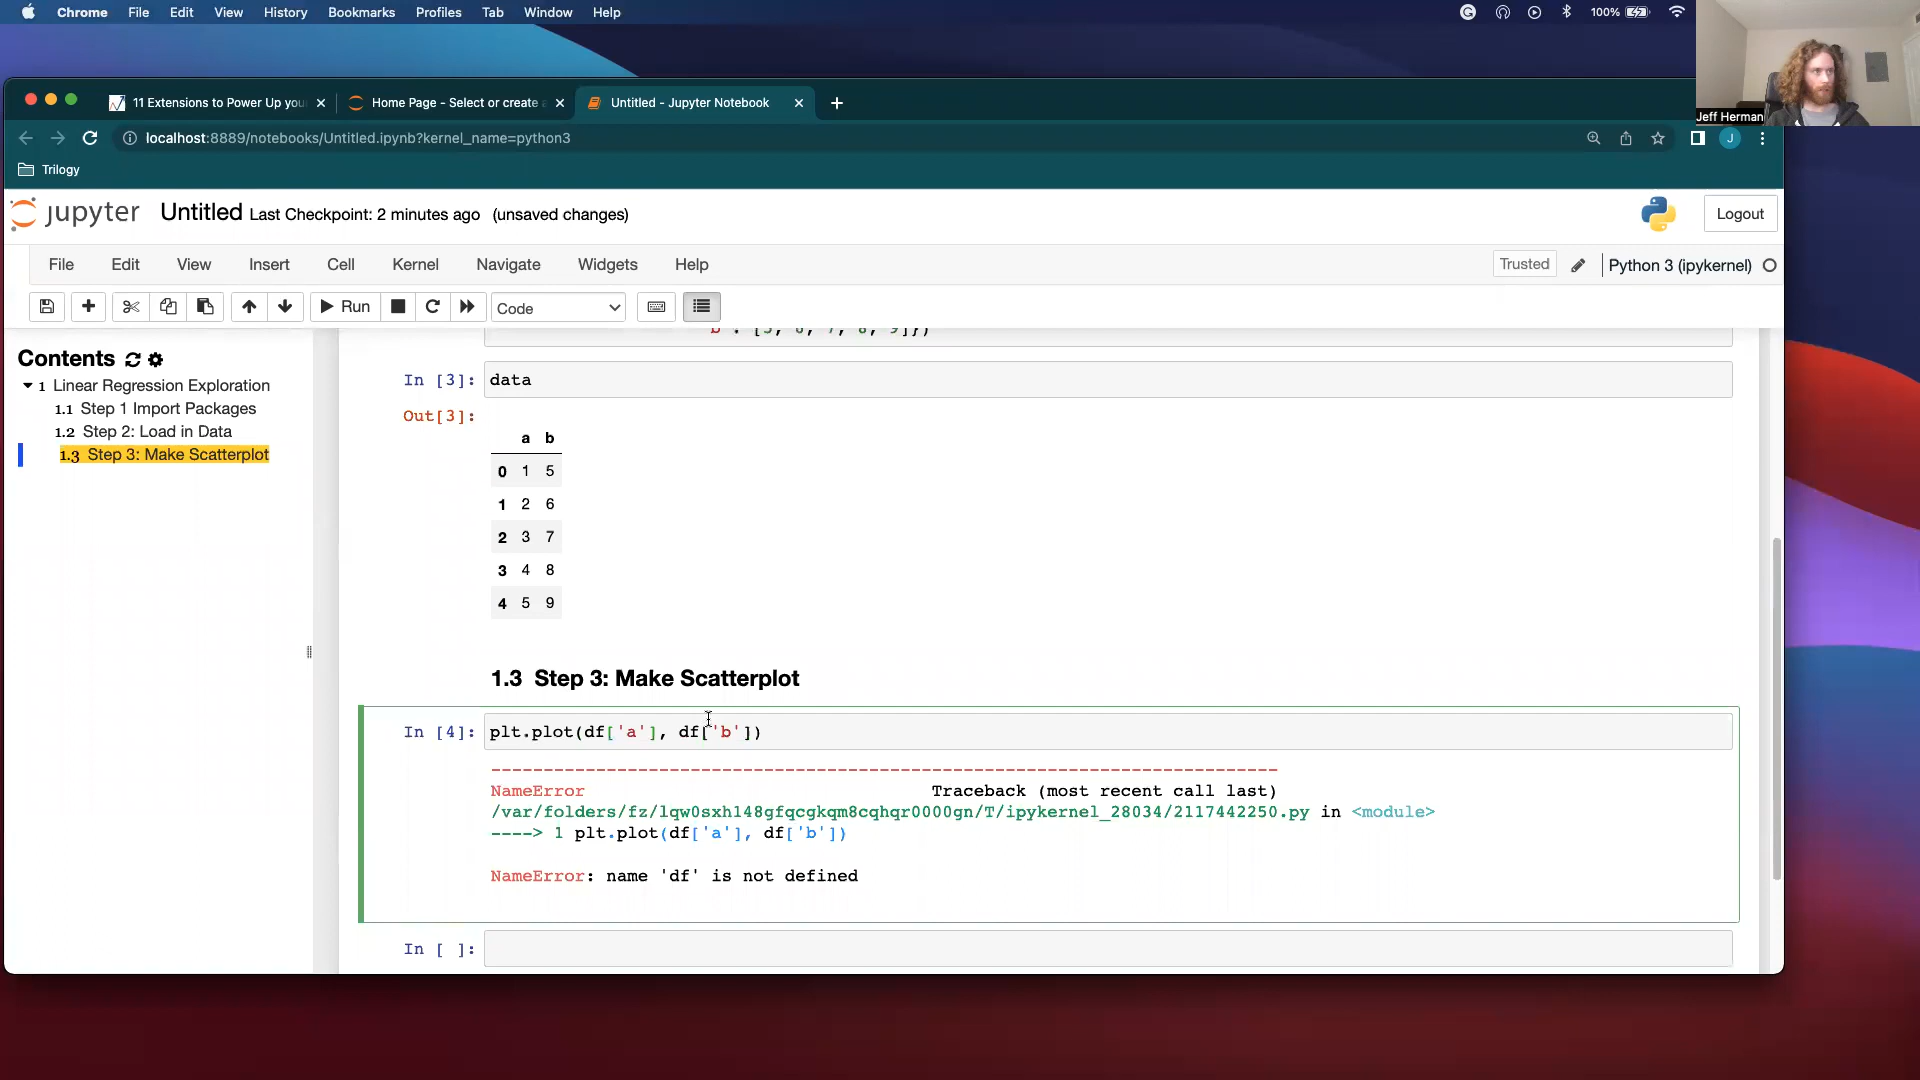 Chrome File Edit View History Bookmarks Profiles Tab Window Help
100%
Jeff Herman
11 Extensions to Power Up you
Home Page - Select or create a
Untitled - Jupyter Notebook
localhost:8889/notebooks/Untitled.ipynb?kernel_name=python3
J
Trilogy
jupyter Untitled Last Checkpoint: 2 minutes ago (unsaved changes)
Logout
File Edit View Insert Cell Kernel Navigate Widgets Help
Trusted
Python 3 (ipykernel)
Run
Code
Contents
1 Linear Regression Exploration
1.1 Step 1 Import Packages
1.2 Step 2: Load in Data
1.3 Step 3: Make Scatterplot
'b' : [5, 6, 7, 8, 9]})
In [3]: data
Out[3]:
a b
0 1 5
1 2 6
2 3 7
3 4 8
4 5 9
1.3 Step 3: Make Scatterplot
In [4]: plt.plot(df['a'], df['b'])
---------------------------------------------------------------------------
NameError Traceback (most recent call last)
/var/folders/fz/lqw0sxh148gfqcgkqm8cqhqr0000gn/T/ipykernel_28034/2117442250.py in <module>
----> 1 plt.plot(df['a'], df['b'])
NameError: name 'df' is not defined
In [ ]: